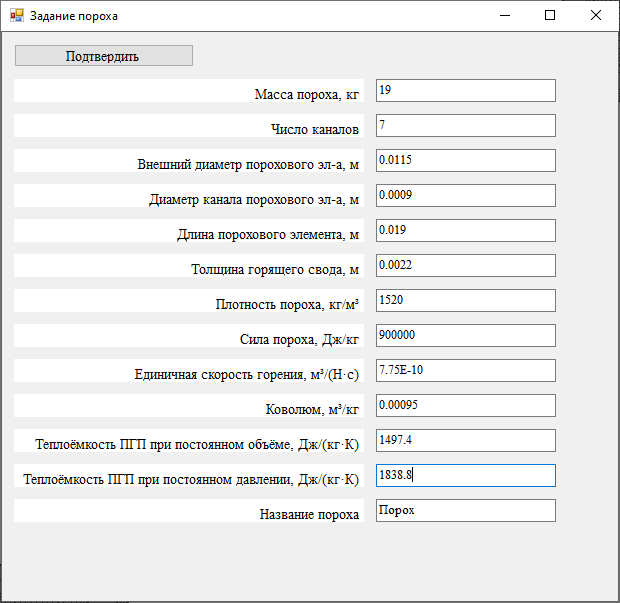 Задание пороха
Подтвердить
Масса пороха, кг 19
Число каналов 7
Внешний диаметр порохового эл-а, м 0.0115
Диаметр канала порохового эл-а, м 0.0009
Длина порохового элемента, м 0.019
Толщина горящего свода, м 0.0022
Плотность пороха, кг/м³ 1520
Сила пороха, Дж/кг 900000
Единичная скорость горения, м³/(Н·с) 7.75E-10
Коволюм, м³/кг 0.00095
Теплоёмкость ПГП при постоянном объёме, Дж/(кг·К) 1497.4
Теплоёмкость ПГП при постоянном давлении, Дж/(кг·К) 1838.8
Название пороха Порох